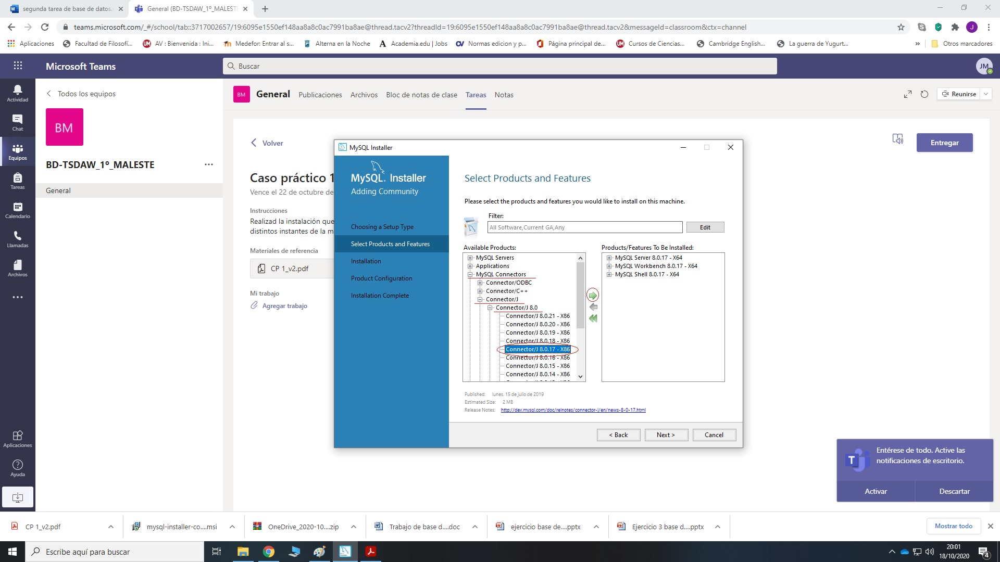 segunda tarea de base de datos.
General (BD-TSDAW_1º_MALESTE
teams.microsoft.com/_#/school/tab::3717002657/19:6095e1550ef148aa8a8c0ac7991ba8ae@thread.tacv2?threadId=19:6095e1550ef148aa8a8c0ac7991ba8ae@thread.tacv2&messageId=classroom&ctx=channel
J
Aplicaciones
Facultad de Filosofí...
AV : Bienvenida : Ini...
Medefor: Entrar al s...
Alterna en la Noche
Academia.edu | Jobs
Normas edicion y p...
Página principal de...
Cursos de Ciencias...
Cambridge English...
La guerra de Yugurt...
»
Otros marcadores
Microsoft Teams
Buscar
JM
Actividad
Chat
Equipos
Tareas
Calendario
Llamadas
Archivos
Aplicaciones
Ayuda
Todos los equipos
BM
BD-TSDAW_1º_MALESTE
General
BM
General
Publicaciones
Archivos
Bloc de notas de clase
Tareas
Notas
Reunirse
Volver
Entregar
Caso práctico 1
Vence el 22 de octubre de
Instrucciones
Realizad la instalación que
distintos instantes de la m
Materiales de referencia
CP 1_v2.pdf
Mi trabajo
Agregar trabajo
MySQL Installer
MySQL. Installer
Adding Community
Choosing a Setup Type
Select Products and Features
Installation
Product Configuration
Installation Complete
Select Products and Features
Please select the products and features you would like to install on this machine.
Filter:
All Software,Current GA,Any
Edit
Available Products:
MySQL Servers
Applications
MySQL Connectors
Connector/ODBC
Connector/C++
Connector/J
Connector/J 8.0
Connector/J 8.0.21 - X86
Connector/J 8.0.20 - X86
Connector/J 8.0.19 - X86
Connector/J 8.0.18 - X86
Connector/J 8.0.17 - X86
Connector/J 8.0.16 - X86
Connector/J 8.0.15 - X86
Connector/J 8.0.14 - X86
Products/Features To Be Installed:
MySQL Server 8.0.17 - X64
MySQL Workbench 8.0.17 - X64
MySQL Shell 8.0.17 - X64
Published: lunes, 15 de julio de 2019
Estimated Size: 2 MB
Release Notes: http://dev.mysql.com/doc/relnotes/connector-j/en/news-8-0-17.html
< Back
Next >
Cancel
T
Entérese de todo. Active las
notificaciones de escritorio.
Activar
Descartar
CP 1_v2.pdf
mysql-installer-co....msi
OneDrive_2020-10....zip
Trabajo de base d....doc
ejercicio base de....pptx
Ejercicio 3 base d....pptx
Mostrar todo
Escribe aquí para buscar
20:01
18/10/2020
4